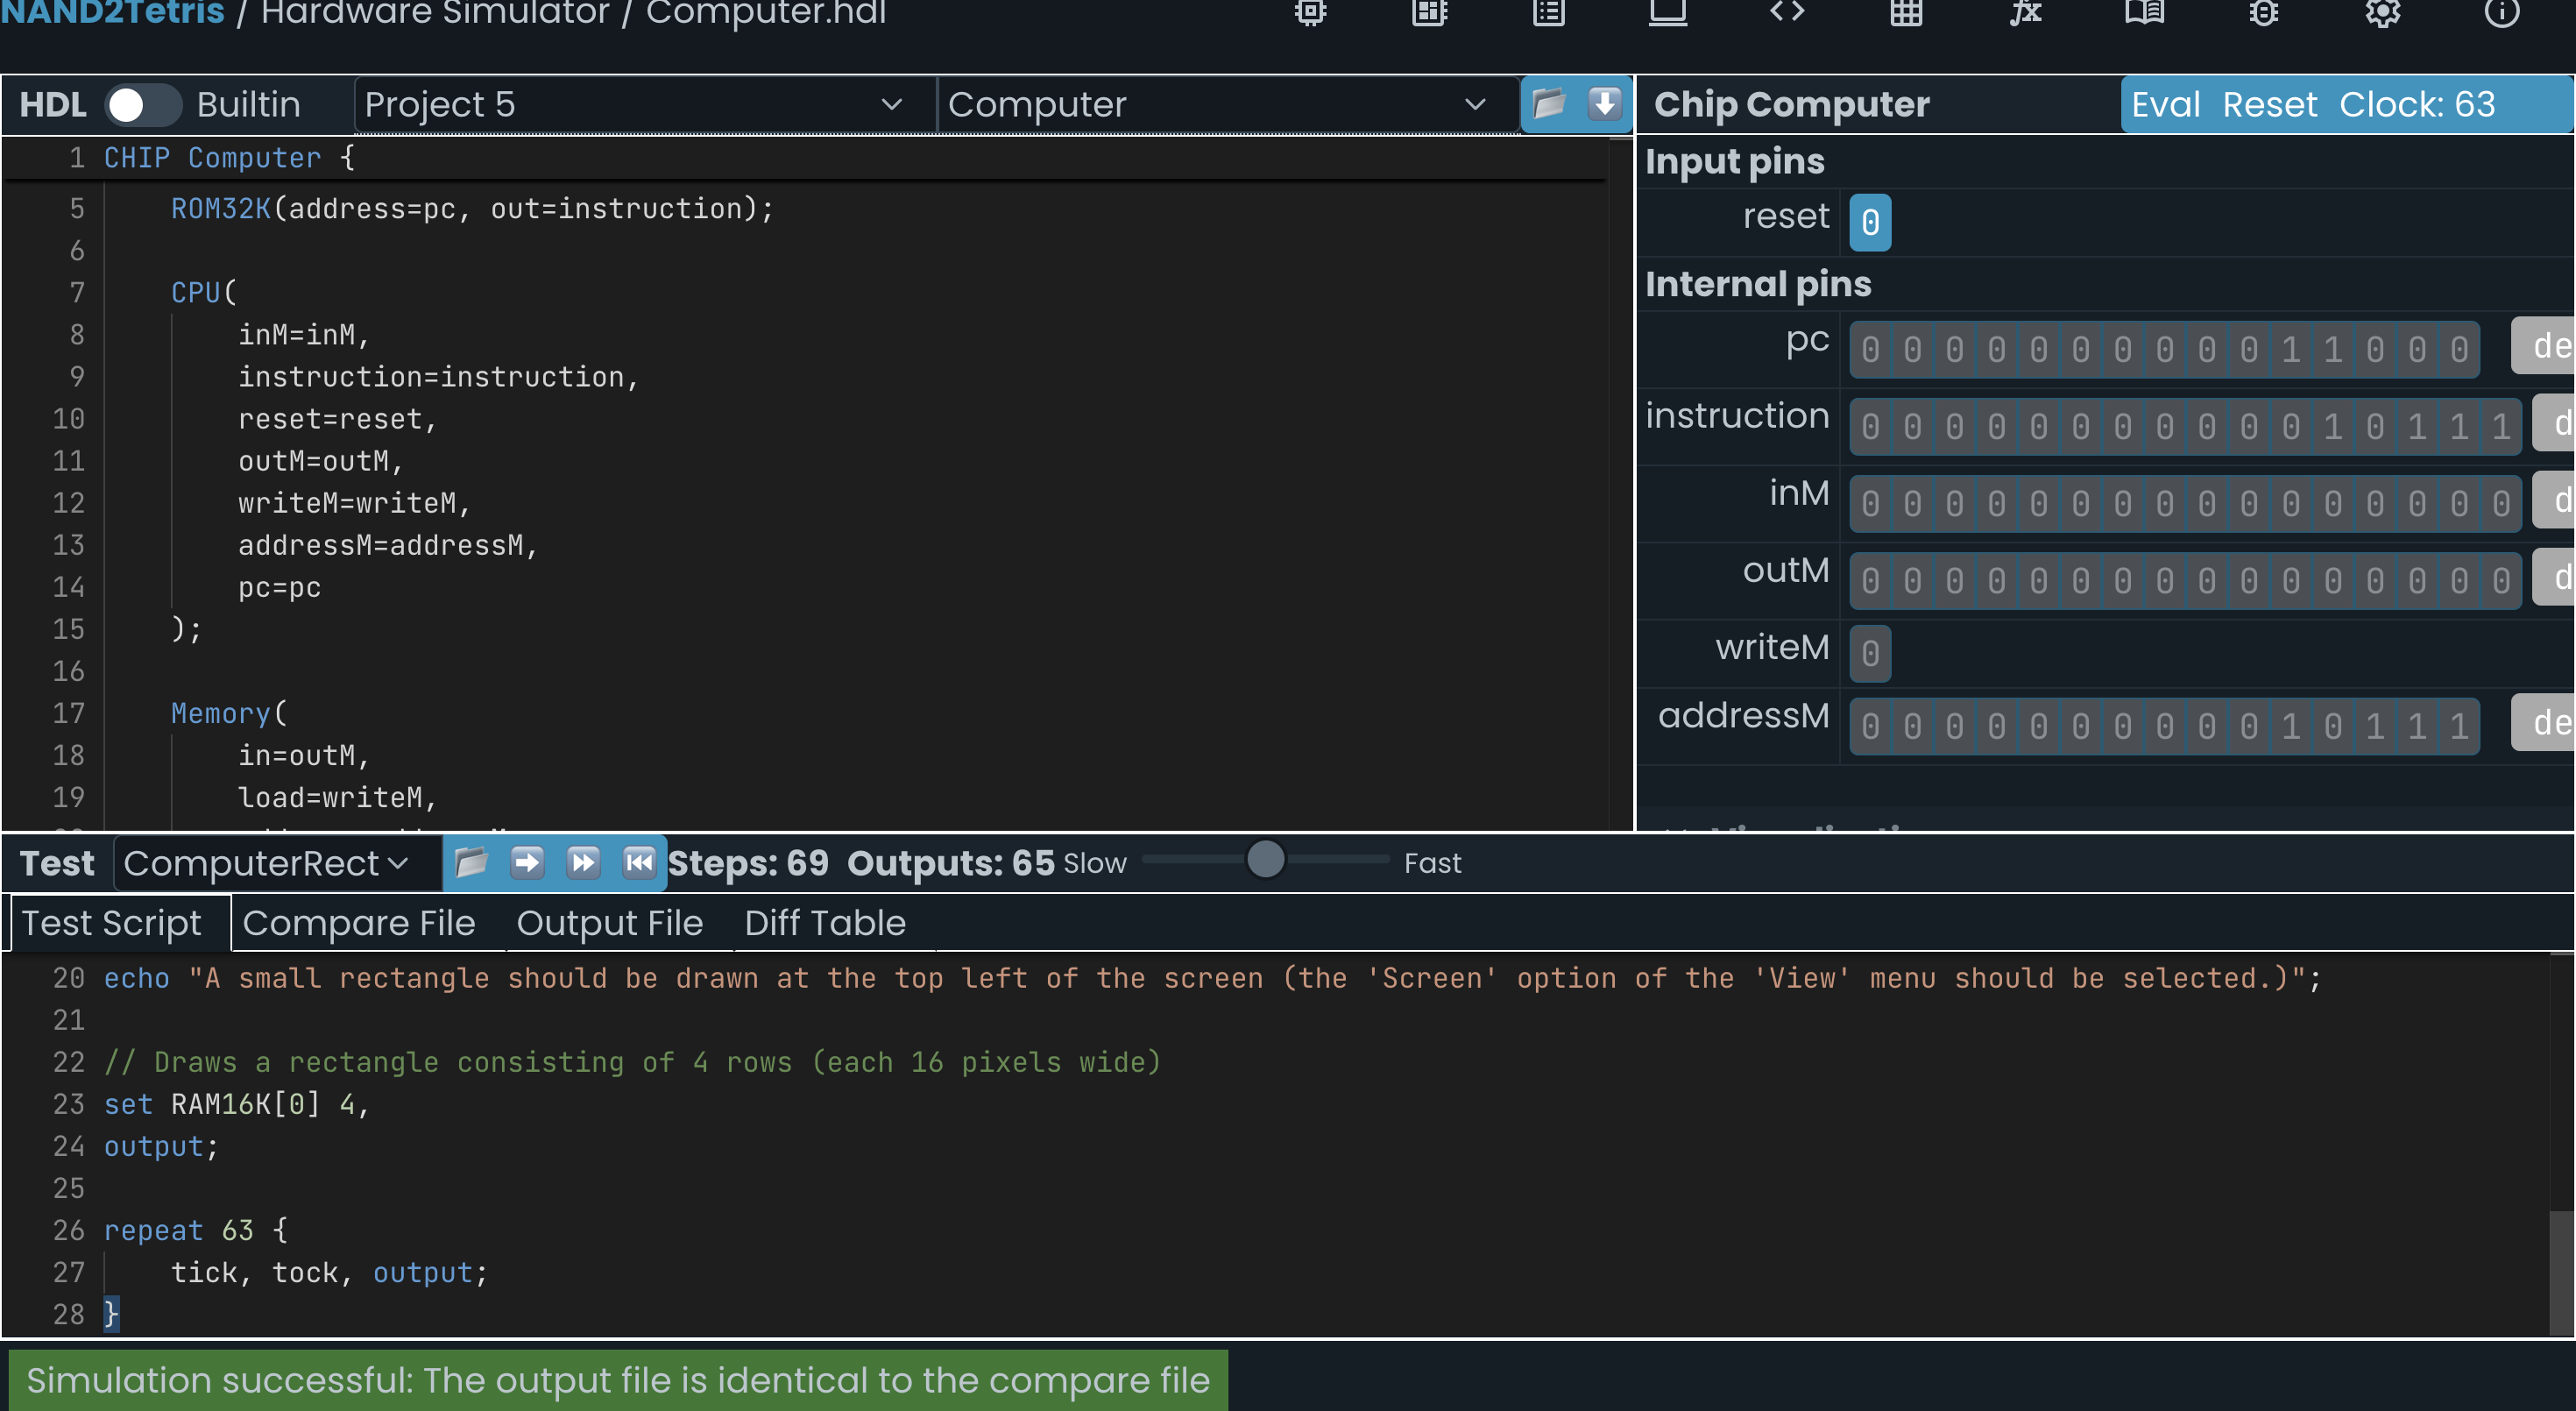 NAND2Tetris / Hardware Simulator / Computer.hdl
HDL Builtin Project 5 Computer
1 CHIP Computer {
5 ROM32K(address=pc, out=instruction);
6
7 CPU(
8 inM=inM,
9 instruction=instruction,
10 reset=reset,
11 outM=outM,
12 writeM=writeM,
13 addressM=addressM,
14 pc=pc
15 );
16
17 Memory(
18 in=outM,
19 load=writeM,
Chip Computer Eval Reset Clock: 63
Input pins
reset 0
Internal pins
pc 0 0 0 0 0 0 0 0 0 0 1 1 0 0 0 de
instruction 0 0 0 0 0 0 0 0 0 0 0 1 0 1 1 1 d
inM 0 0 0 0 0 0 0 0 0 0 0 0 0 0 0 0 d
outM 0 0 0 0 0 0 0 0 0 0 0 0 0 0 0 0 d
writeM 0
addressM 0 0 0 0 0 0 0 0 0 0 1 0 1 1 1 de
Test ComputerRect Steps: 69 Outputs: 65 Slow Fast
Test Script Compare File Output File Diff Table
20 echo "A small rectangle should be drawn at the top left of the screen (the 'Screen' option of the 'View' menu should be selected.)";
21
22 // Draws a rectangle consisting of 4 rows (each 16 pixels wide)
23 set RAM16K[0] 4,
24 output;
25
26 repeat 63 {
27 tick, tock, output;
28 }
Simulation successful: The output file is identical to the compare file